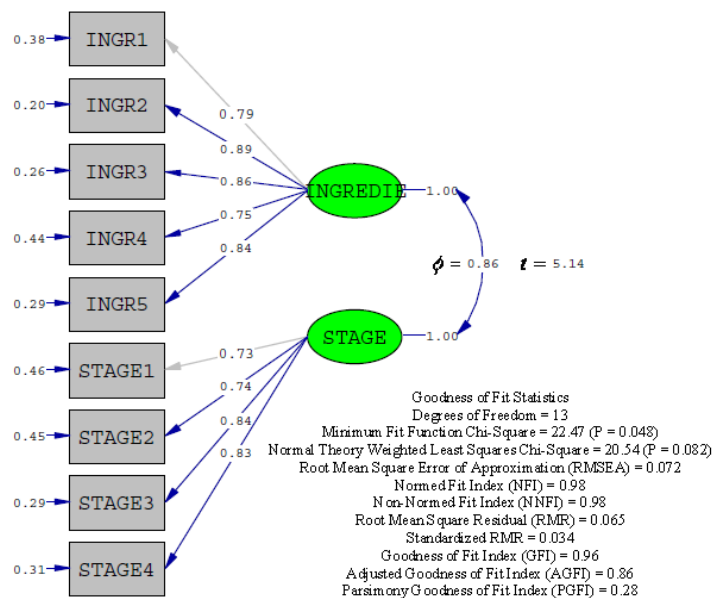 0.38 INGR1
0.20 INGR2
0.26 INGR3
0.44 INGR4
0.29 INGR5
0.46 STAGE1
0.45 STAGE2
0.29 STAGE3
0.31 STAGE4
0.79
0.89
0.86
0.75
0.84
0.73
0.74
0.84
0.83
INGREDIE 1.00
STAGE 1.00
ϕ = 0.86 t = 5.14
Goodness of Fit Statistics
Degrees of Freedom = 13
Minimum Fit Function Chi-Square = 22.47 (P = 0.048)
Normal Theory Weighted Least Squares Chi-Square = 20.54 (P = 0.082)
Root Mean Square Error of Approximation (RMSEA) = 0.072
Normed Fit Index (NFI) = 0.98
Non-Normed Fit Index (NNFI) = 0.98
Root Mean Square Residual (RMR) = 0.065
Standardized RMR = 0.034
Goodness of Fit Index (GFI) = 0.96
Adjusted Goodness of Fit Index (AGFI) = 0.86
Parsimony Goodness of Fit Index (PGFI) = 0.28